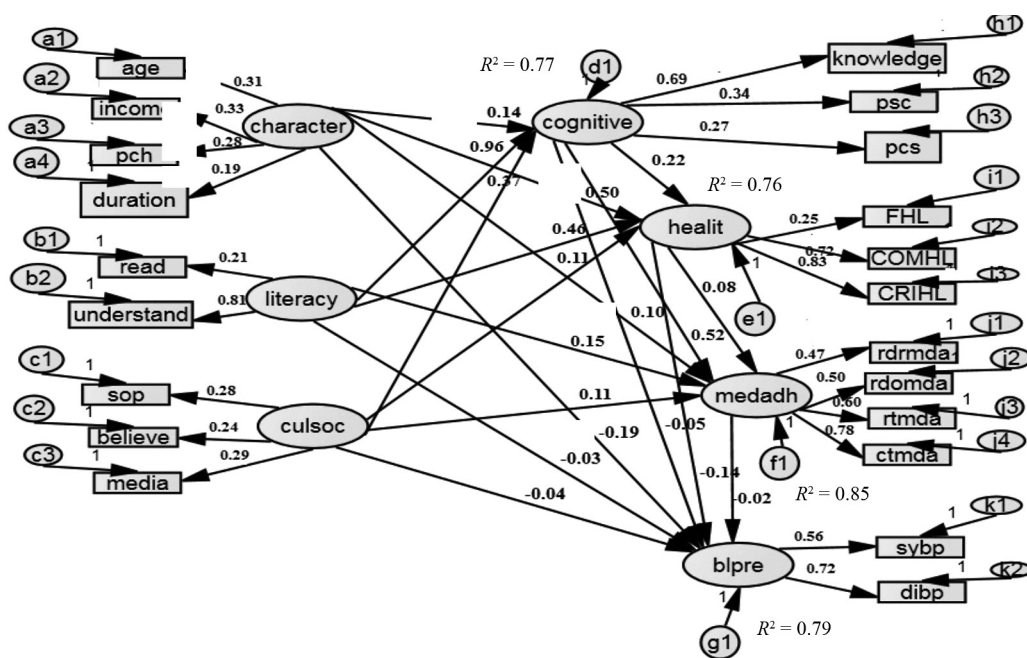 a1
age
a2
income
a3
pch
a4
duration
0.31
0.33
0.28
0.19
character
b1
1
read
b2
1
understand
0.21
0.81
literacy
c1
1
sop
c2
1
believe
c3
1
media
0.28
0.24
0.29
culsoc
0.14
0.96
0.37
0.50
0.46
0.11
0.10
0.15
0.11
-0.19
-0.03
-0.04
R² = 0.77
d1
1
cognitive
0.69
0.34
0.27
0.22
h1
knowledge
1
h2
psc
h3
pcs
R² = 0.76
healit
0.25
0.72
0.83
1
e1
i1
FHL
i2
COMHL
i3
CRIHL
0.08
0.52
medadh
0.47
0.50
0.60
0.78
1
f1
R² = 0.85
j1
1
rdrmda
j2
1
rdomda
j3
1
rtmda
j4
1
ctmda
-0.05
-0.14
-0.02
blpre
0.56
0.72
1
g1
R² = 0.79
k1
1
sybp
k2
1
dibp